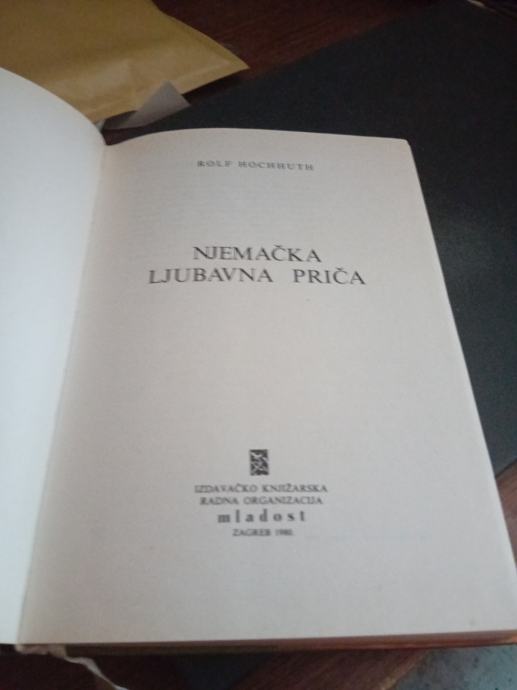 ROLF HOCHHUTH
NJEMAČKA
LJUBAVNA PRIČA
IZDAVAČKO KNJIŽARSKA
RADNA ORGANIZACIJA
mladost
ZAGREB 1980.